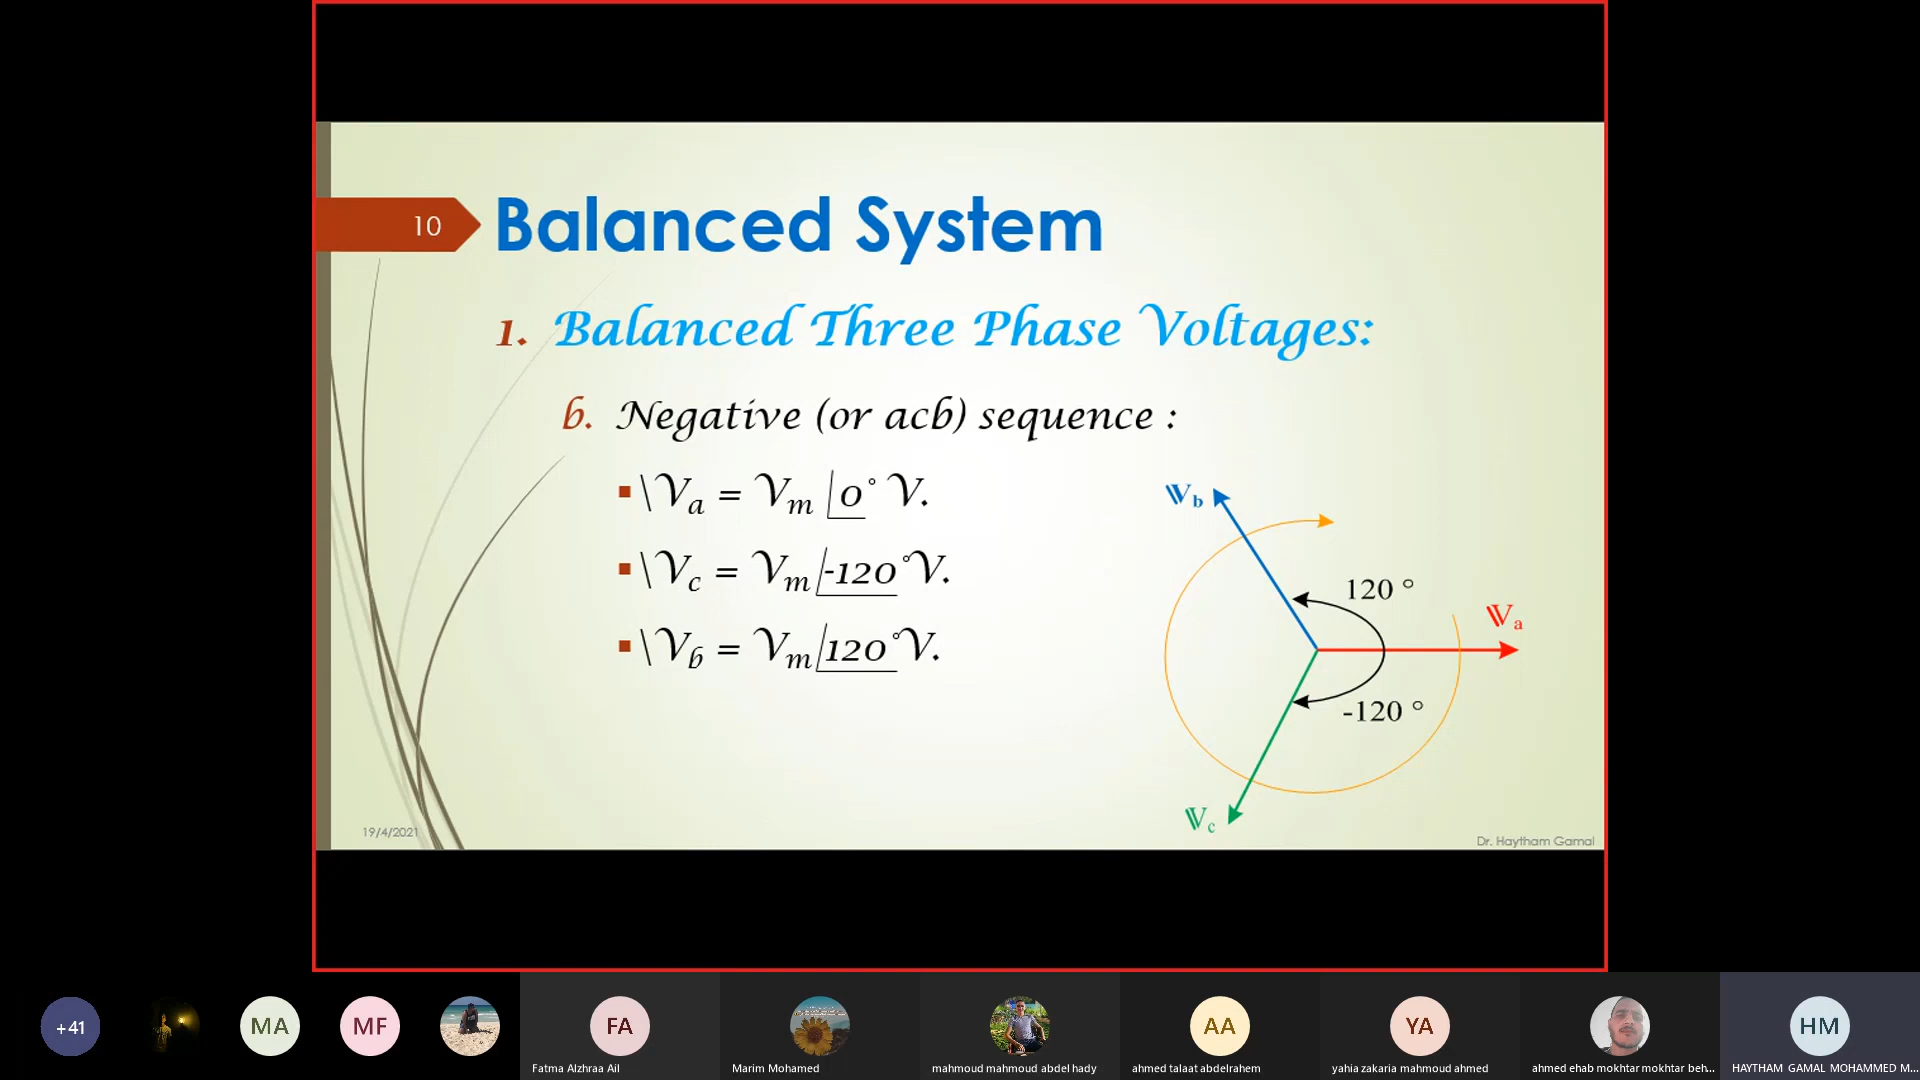 10
Balanced System
1. Balanced Three Phase Voltages:
b. Negative (or acb) sequence :
\Va = Vm |0° V.
\Vc = Vm |-120° V.
\Vb = Vm |120° V.
Vb
120 °
Va
-120 °
Vc
19/4/2021
Dr. Haytham Gamal
+41
MA
MF
FA
AA
YA
HM
Fatma Alzhraa Ail
Marim Mohamed
mahmoud mahmoud abdel hady
ahmed talaat abdelrahem
yahia zakaria mahmoud ahmed
ahmed ehab mokhtar mokhtar beh...
HAYTHAM GAMAL MOHAMMED M...